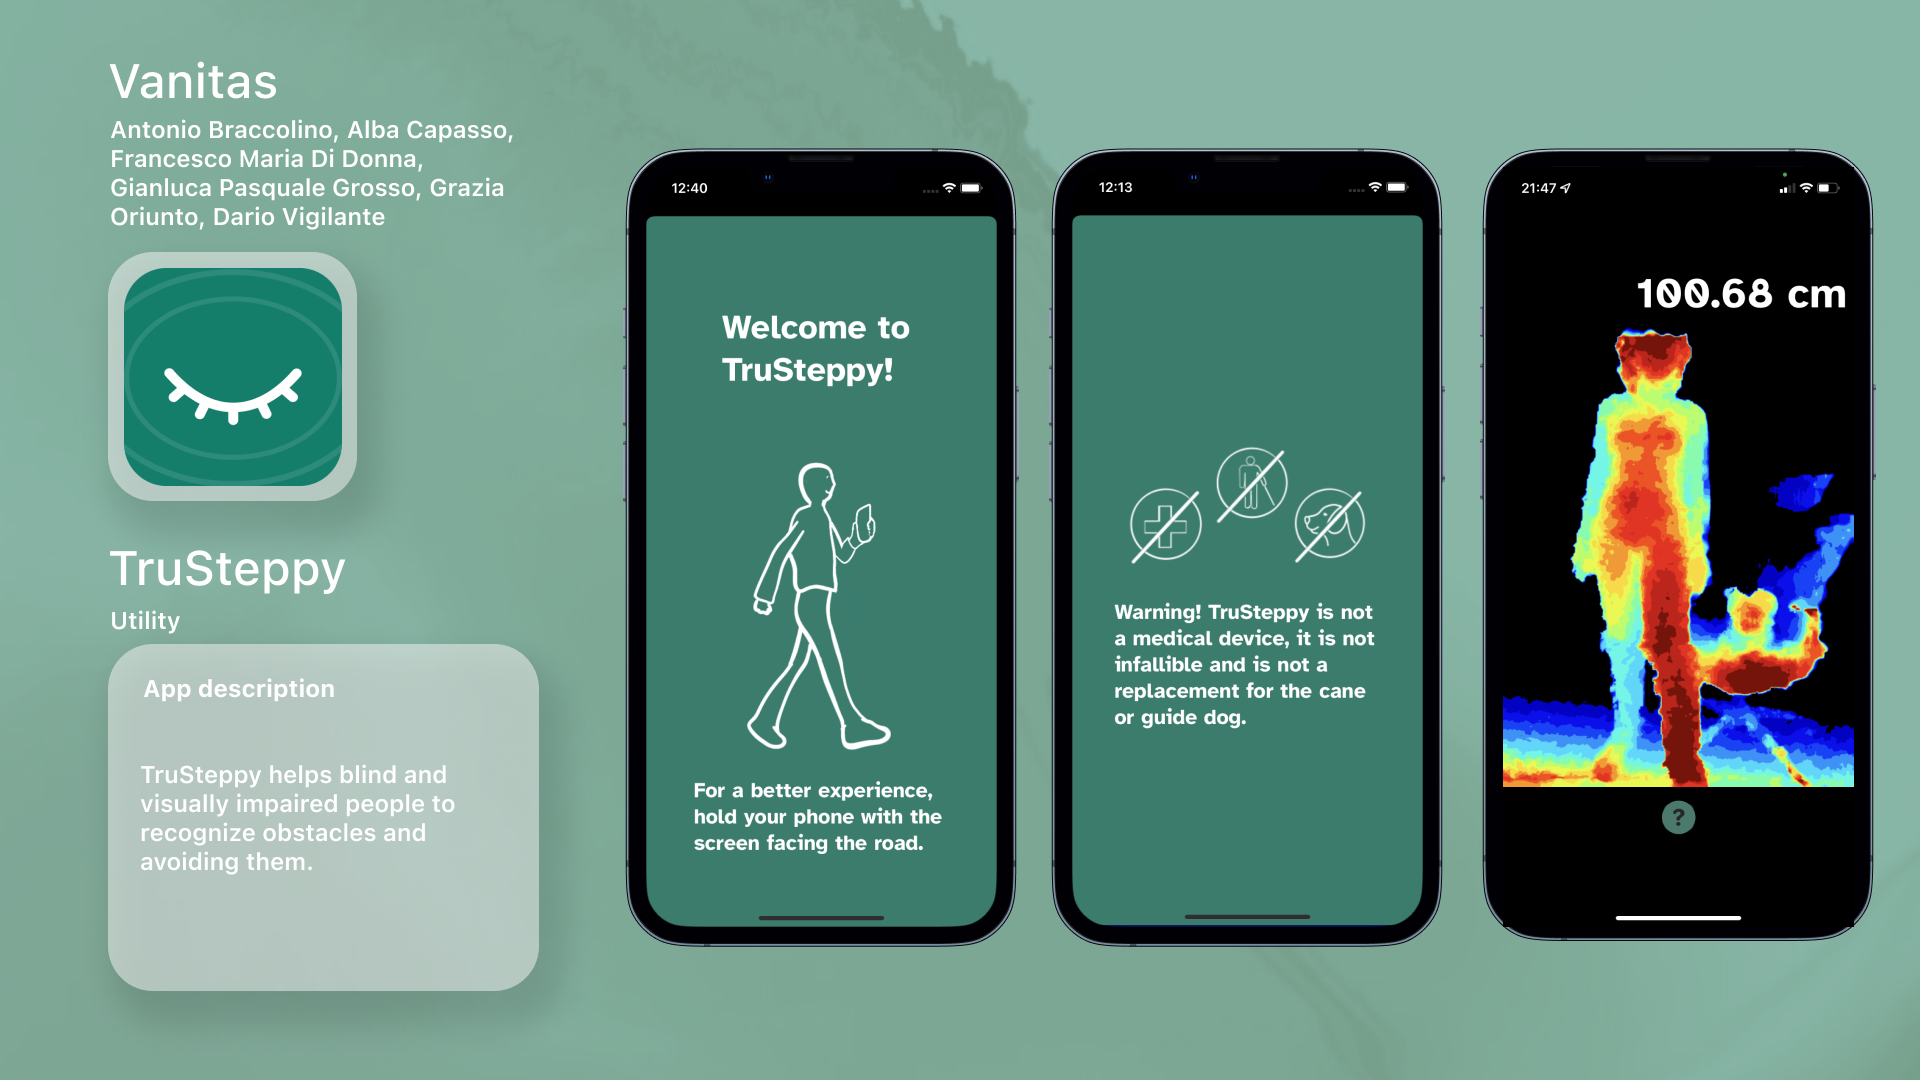 Vanitas
Antonio Braccolino, Alba Capasso,
Francesco Maria Di Donna,
Gianluca Pasquale Grosso, Grazia
Oriunto, Dario Vigilante
TruSteppy
Utility
App description
TruSteppy helps blind and
visually impaired people to
recognize obstacles and
avoiding them.
12:40
Welcome to
TruSteppy!
For a better experience,
hold your phone with the
screen facing the road.
12:13
Warning! TruSteppy is not
a medical device, it is not
infallible and is not a
replacement for the cane
or guide dog.
21:47
100.68 cm
?